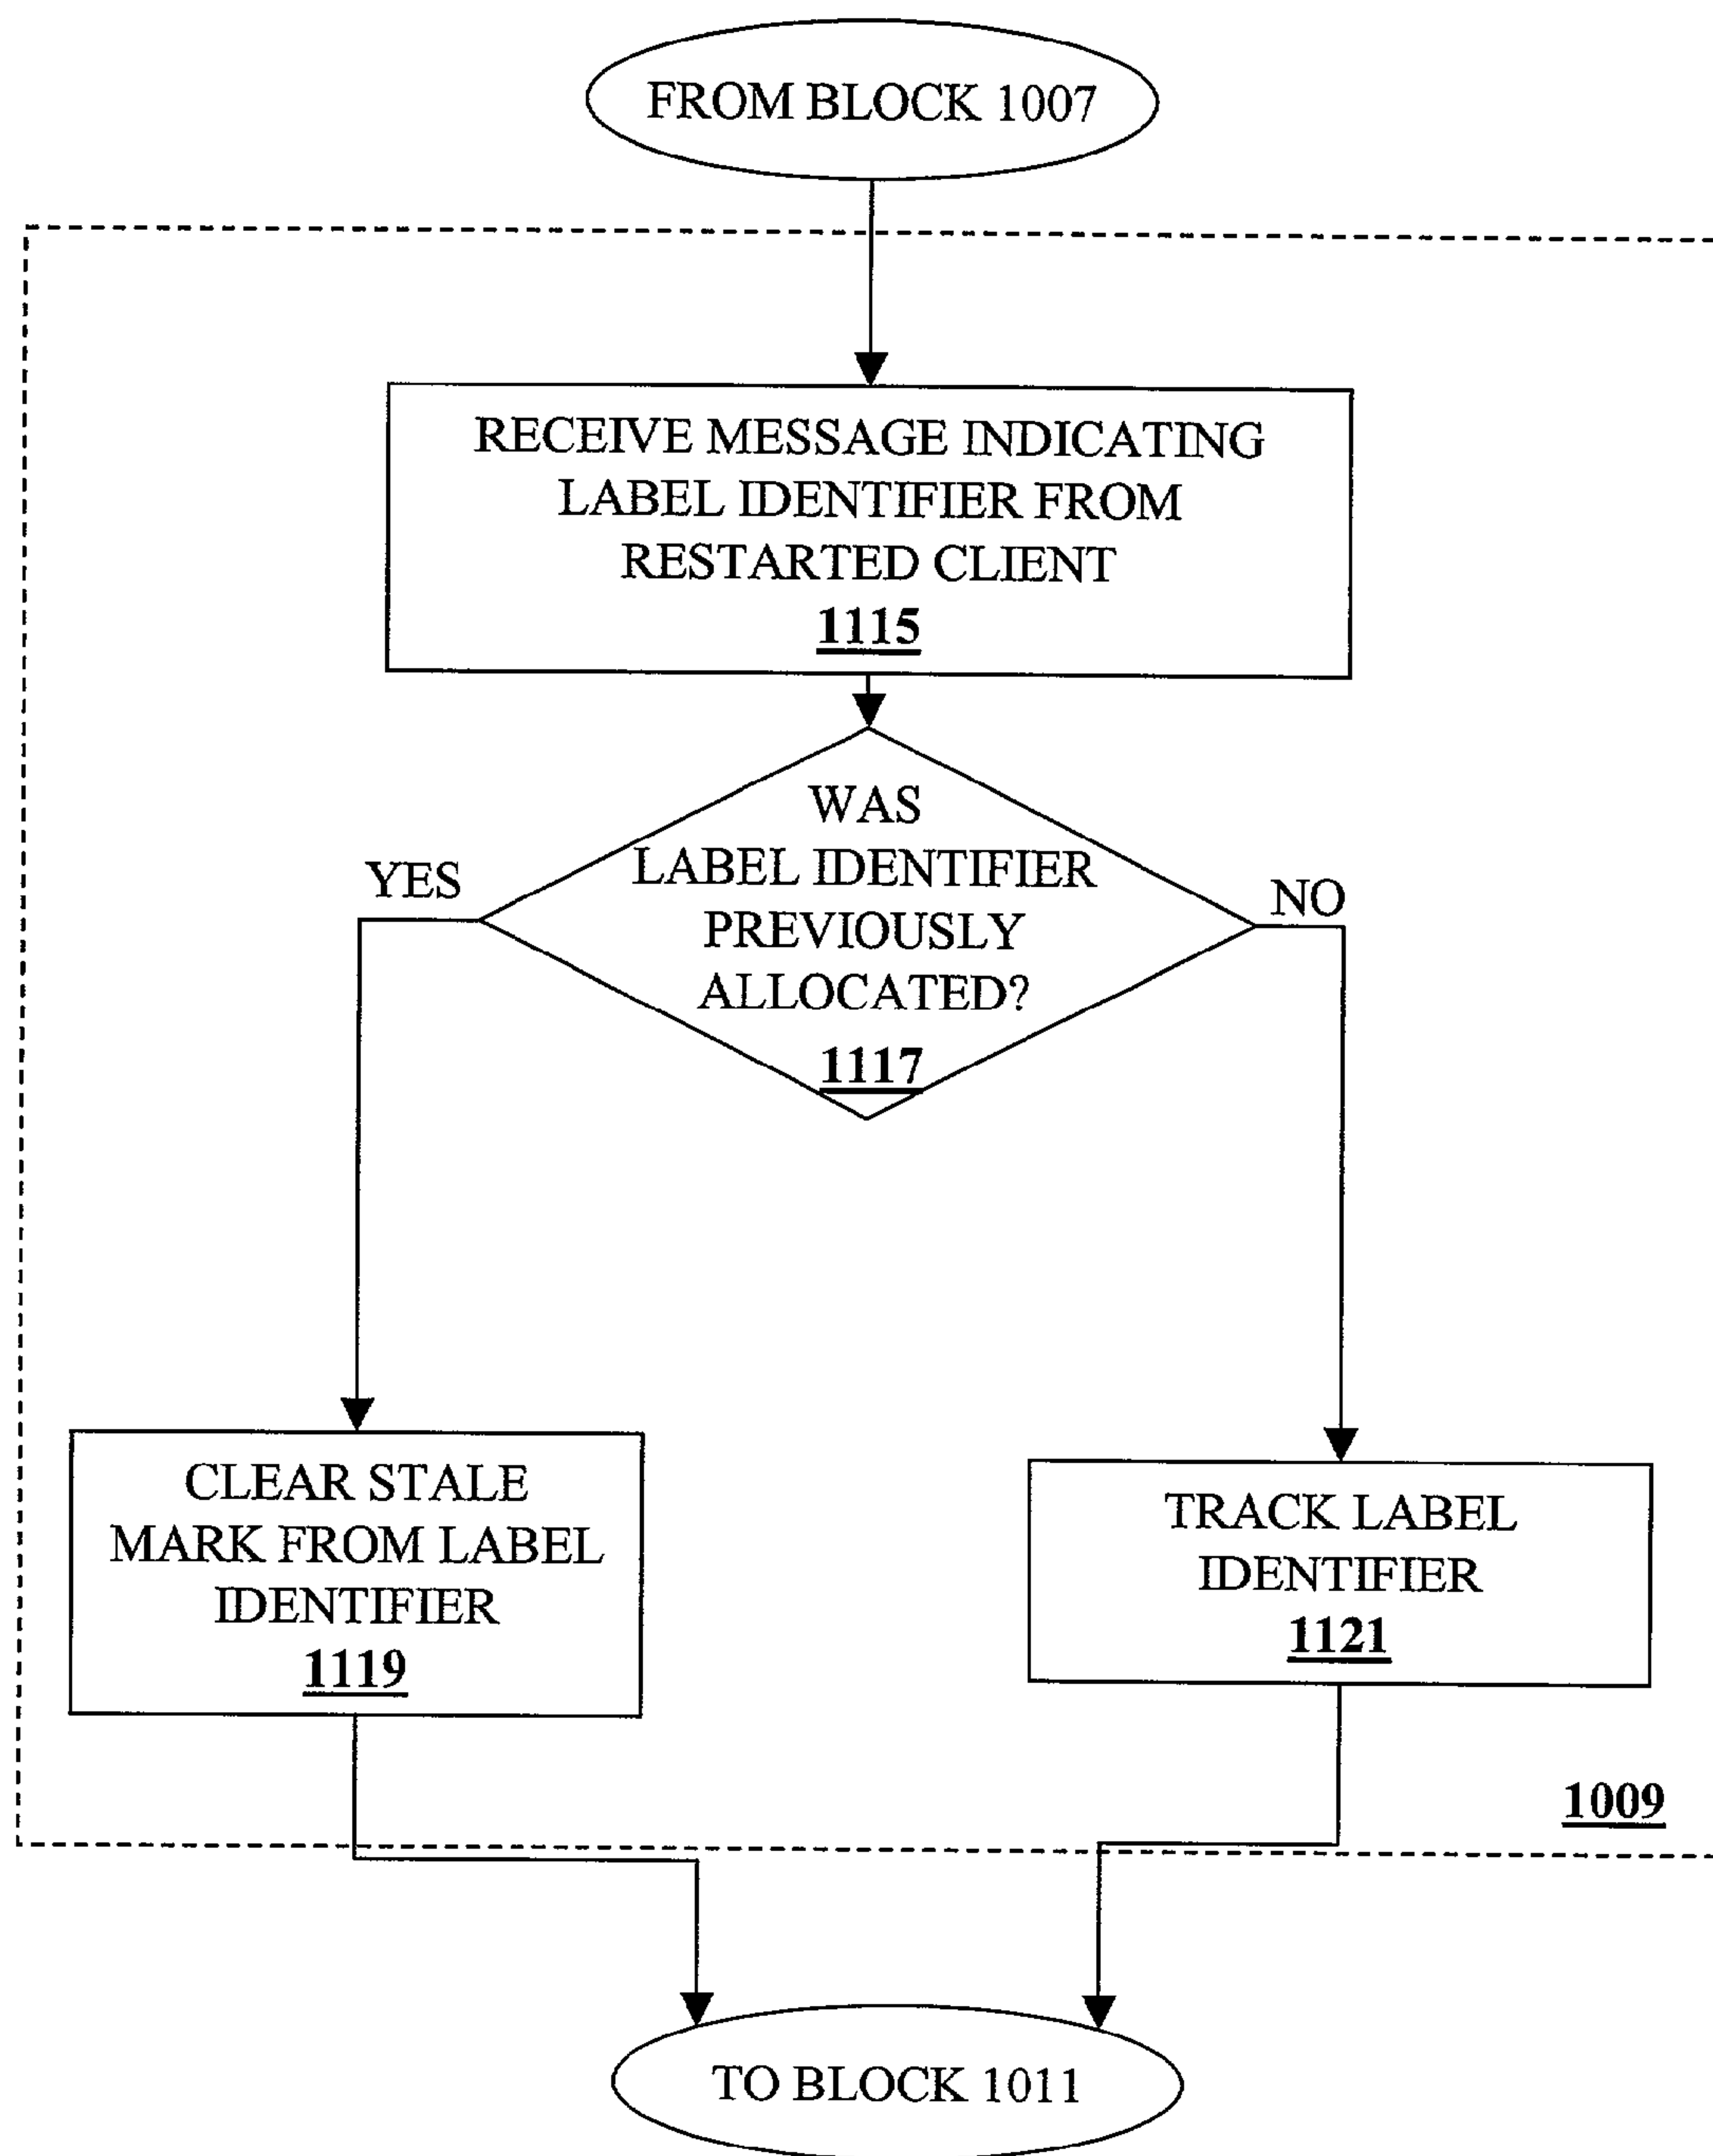 FROM BLOCK 1007
RECEIVE MESSAGE INDICATING
LABEL IDENTIFIER FROM
RESTARTED CLIENT
1115
WAS
LABEL IDENTIFIER
PREVIOUSLY
ALLOCATED?
1117
YES
NO
CLEAR STALE
MARK FROM LABEL
IDENTIFIER
1119
TRACK LABEL
IDENTIFIER
1121
1009
TO BLOCK 1011